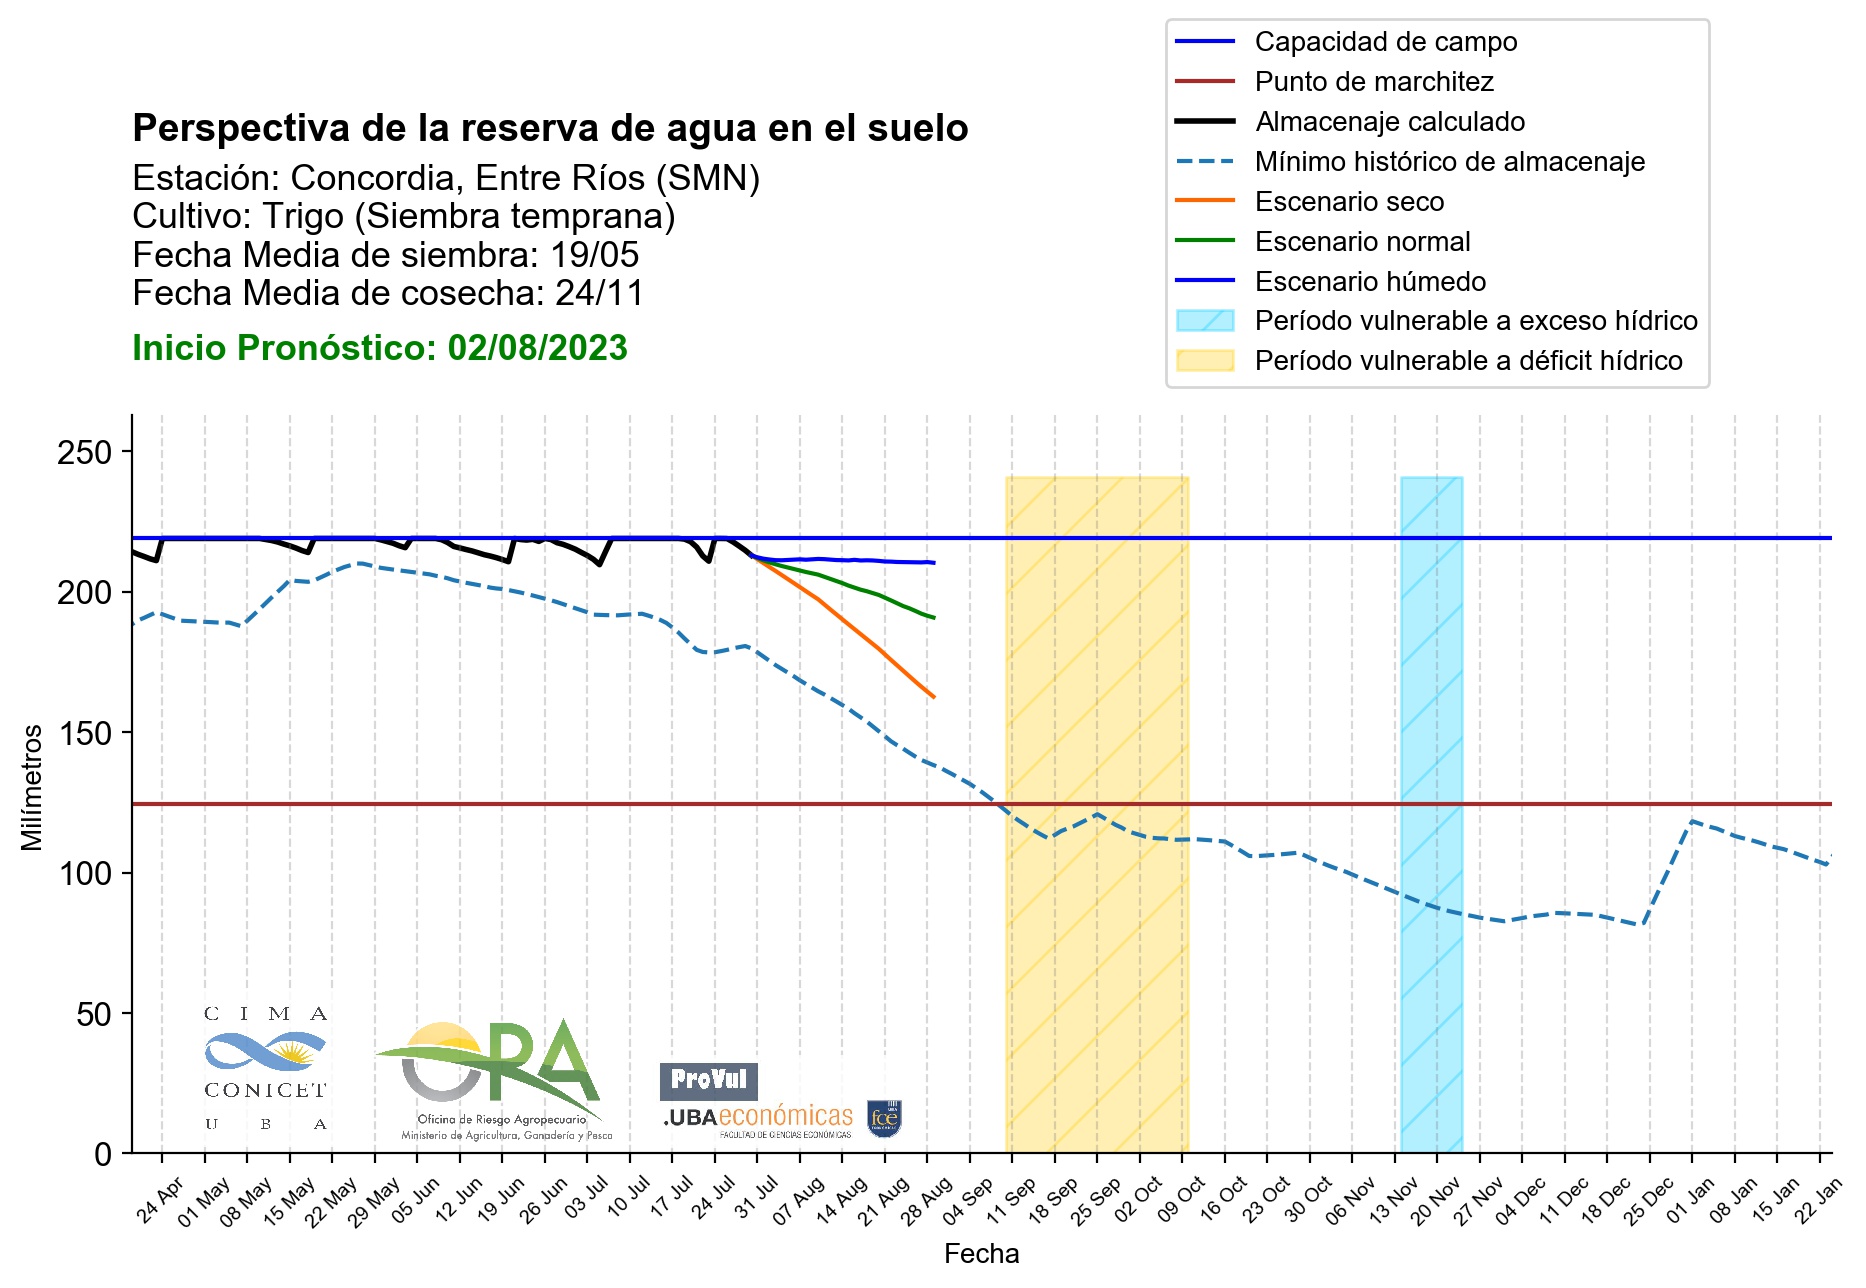 Capacidad de campo
Punto de marchitez
Almacenaje calculado
Mínimo histórico de almacenaje
Escenario seco
Escenario normal
Escenario húmedo
Período vulnerable a exceso hídrico
Período vulnerable a déficit hídrico
Perspectiva de la reserva de agua en el suelo
Estación: Concordia, Entre Ríos (SMN)
Cultivo: Trigo (Siembra temprana)
Fecha Media de siembra: 19/05
Fecha Media de cosecha: 24/11
Inicio Pronóstico: 02/08/2023
250
200
150
100
50
0
Milímetros
CIMA
CONICET
UBA
ORA
Oficina de Riesgo Agropecuario
Ministerio de Agricultura, Ganadería y Pesca
ProVul
.UBAeconómicas
FACULTAD DE CIENCIAS ECONÓMICAS
fce
24 Apr
01 May
08 May
15 May
22 May
29 May
05 Jun
12 Jun
19 Jun
26 Jun
03 Jul
10 Jul
17 Jul
24 Jul
31 Jul
07 Aug
14 Aug
21 Aug
28 Aug
04 Sep
11 Sep
18 Sep
25 Sep
02 Oct
09 Oct
16 Oct
23 Oct
30 Oct
06 Nov
13 Nov
20 Nov
27 Nov
04 Dec
11 Dec
18 Dec
25 Dec
01 Jan
08 Jan
15 Jan
22 Jan
Fecha